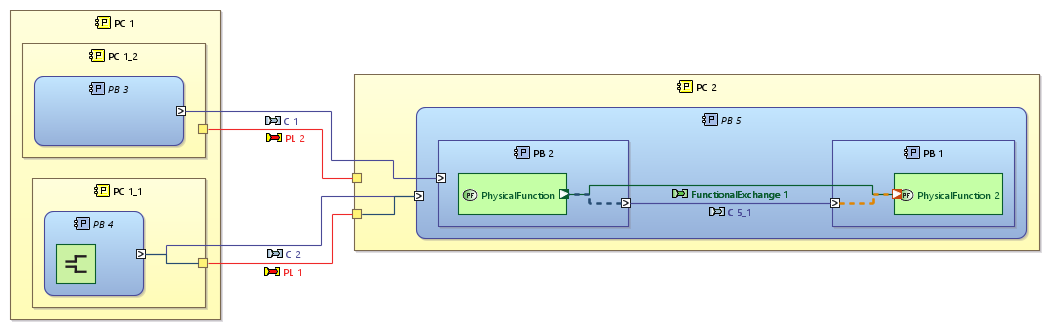 PC 1
PC 1_2
PB 3
PC 2
PB 5
C 1
PL 2
PB 2
PB 1
PC 1_1
PhysicalFunction
FunctionalExchange 1
PhysicalFunction 2
C 5_1
PB 4
C 2
PL 1